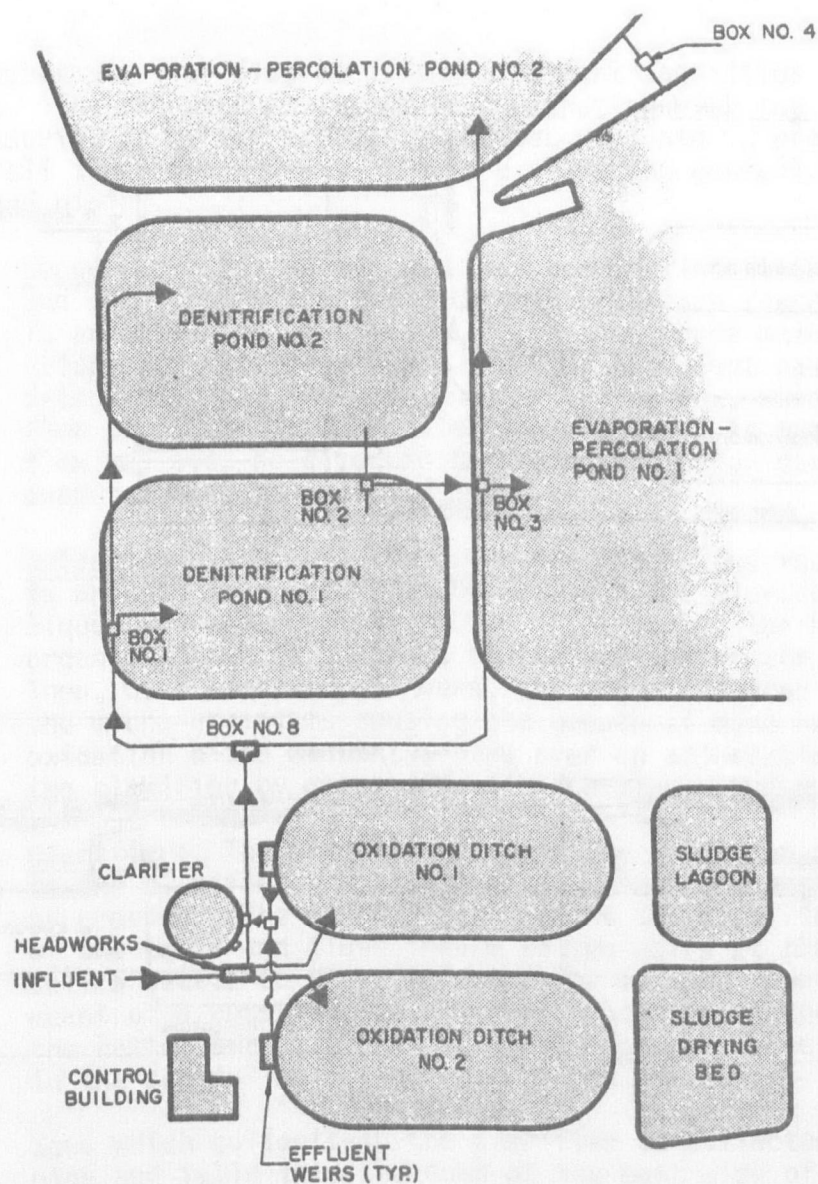 BOX NO. 4
EVAPORATION - PERCOLATION POND NO. 2
DENITRIFICATION
POND NO. 2
EVAPORATION -
PERCOLATION
POND NO. 1
BOX
NO. 2
BOX
NO. 3
DENITRIFICATION
POND NO. 1
BOX
NO. 1
BOX NO. 8
OXIDATION DITCH
NO. 1
SLUDGE
LAGOON
CLARIFIER
HEADWORKS
INFLUENT
OXIDATION DITCH
NO. 2
SLUDGE
DRYING
BED
CONTROL
BUILDING
EFFLUENT
WEIRS (TYP.)